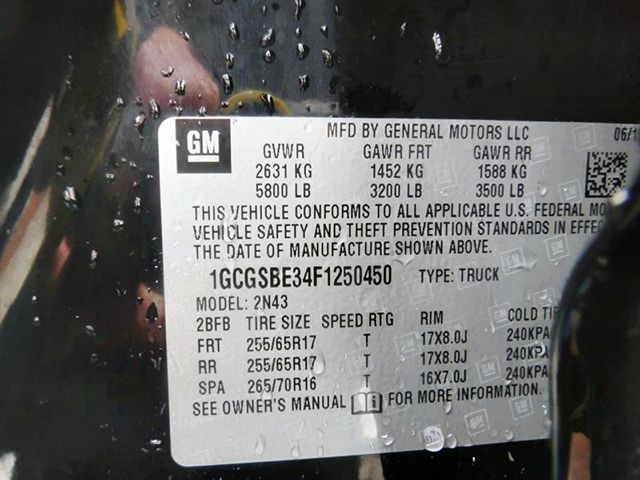 GM MFD BY GENERAL MOTORS LLC
GVWR GAWR FRT GAWR RR
2631 KG 1452 KG 1588 KG
5800 LB 3200 LB 3500 LB
THIS VEHICLE CONFORMS TO ALL APPLICABLE U.S. FEDERAL
VEHICLE SAFETY AND THEFT PREVENTION STANDARDS IN
THE DATE OF MANUFACTURE SHOWN ABOVE.
1GCGSBE34F1250450 TYPE: TRUCK
MODEL: 2N43
2BFB TIRE SIZE SPEED RTG RIM COLD
FRT 255/65R17 T 17X8.0J 240KPA
RR 255/65R17 T 17X8.0J 240KPA
SPA 265/70R16 T 16X7.0J 240KPA
SEE OWNER'S MANUAL FOR MORE INFORMATION.